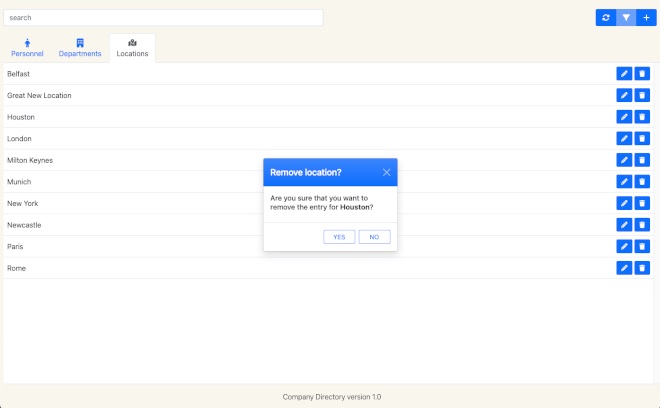 search
Personnel
Departments
Locations
Belfast
Great New Location
Houston
London
Milton Keynes
Munich
New York
Newcastle
Paris
Rome
Remove location?
Are you sure that you want to
remove the entry for Houston?
YES
NO
Company Directory version 1.0